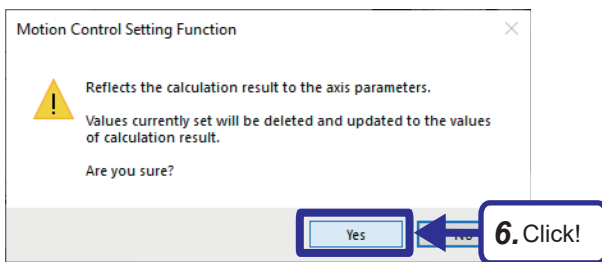 Motion Control Setting Function
Reflects the calculation result to the axis parameters.
Values currently set will be deleted and updated to the values
of calculation result.
Are you sure?
Yes
6. Click!